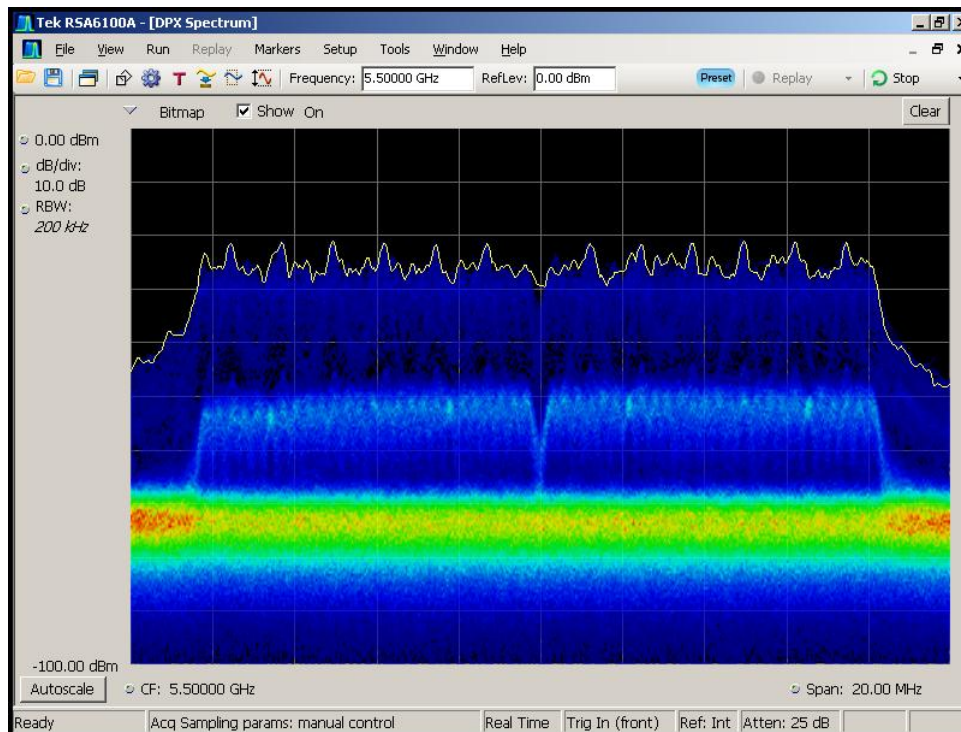 Tek RSA6100A - [DPX Spectrum]
File View Run Replay Markers Setup Tools Window Help
T Frequency: 5.50000 GHz RefLev: 0.00 dBm Preset Replay Stop
Bitmap Show On Clear
0.00 dBm
dB/div:
10.0 dB
RBW:
200 kHz
-100.00 dBm
Autoscale CF: 5.50000 GHz Span: 20.00 MHz
Ready Acq Sampling params: manual control Real Time Trig In (front) Ref: Int Atten: 25 dB